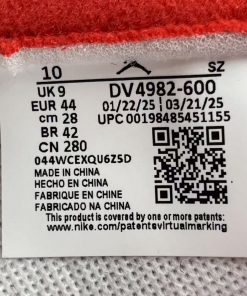 10 SZ
UK 9 DV4982-600
EUR 44 01/22/25 03/21/25
cm 28 UPC 00198485451155
BR 42
CN 280
044WCEXQU6Z5D
MADE IN CHINA
HECHO EN CHINA
FABRIQUÉ EN CHINE
FABRICADO NA CHINA
This product is covered by one or more patents:
www.nike.com/patentsvirtualmarking